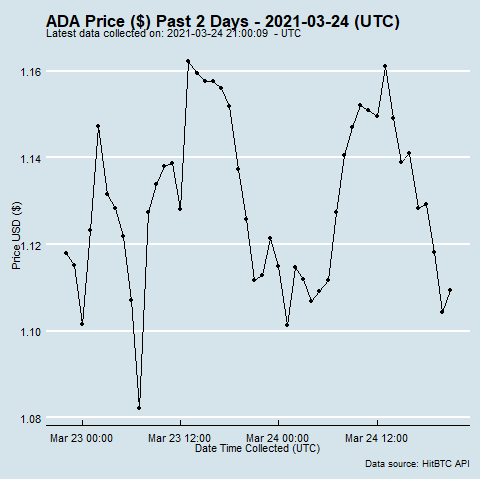 ADA Price ($) Past 2 Days - 2021-03-24 (UTC)
Latest data collected on: 2021-03-24 21:00:09  - UTC
1.16
1.14
1.12
1.10
1.08
Price USD ($)
Mar 23 00:00
Mar 23 12:00
Mar 24 00:00
Mar 24 12:00
Date Time Collected (UTC)
Data source: HitBTC API